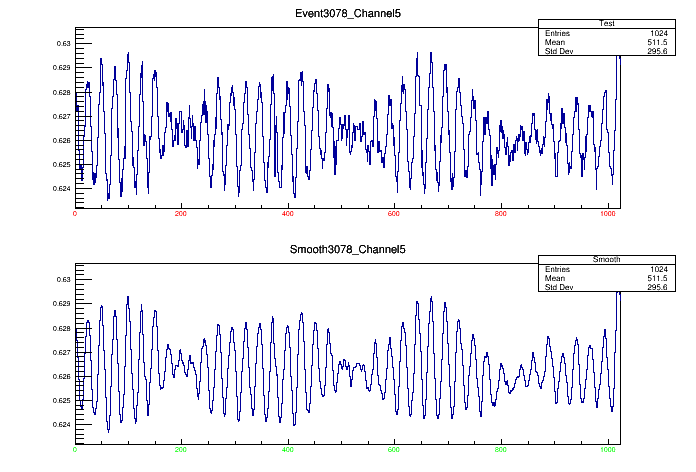 Event3078_Channel5
Test
Entries 1024
Mean 511.5
Std Dev 295.6
0.63
0.629
0.628
0.627
0.626
0.625
0.624
0 200 400 600 800 1000
Smooth3078_Channel5
Smooth
Entries 1024
Mean 511.5
Std Dev 295.6
0.63
0.629
0.628
0.627
0.626
0.625
0.624
0 200 400 600 800 1000